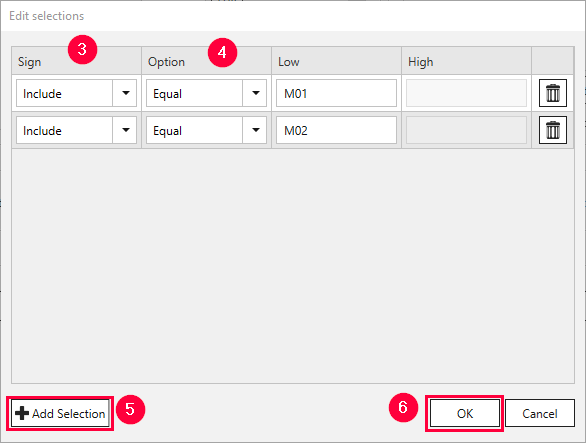 Edit selections
3 4
Sign Option Low High
Include Equal M01
Include Equal M02
Add Selection 5 6 OK Cancel